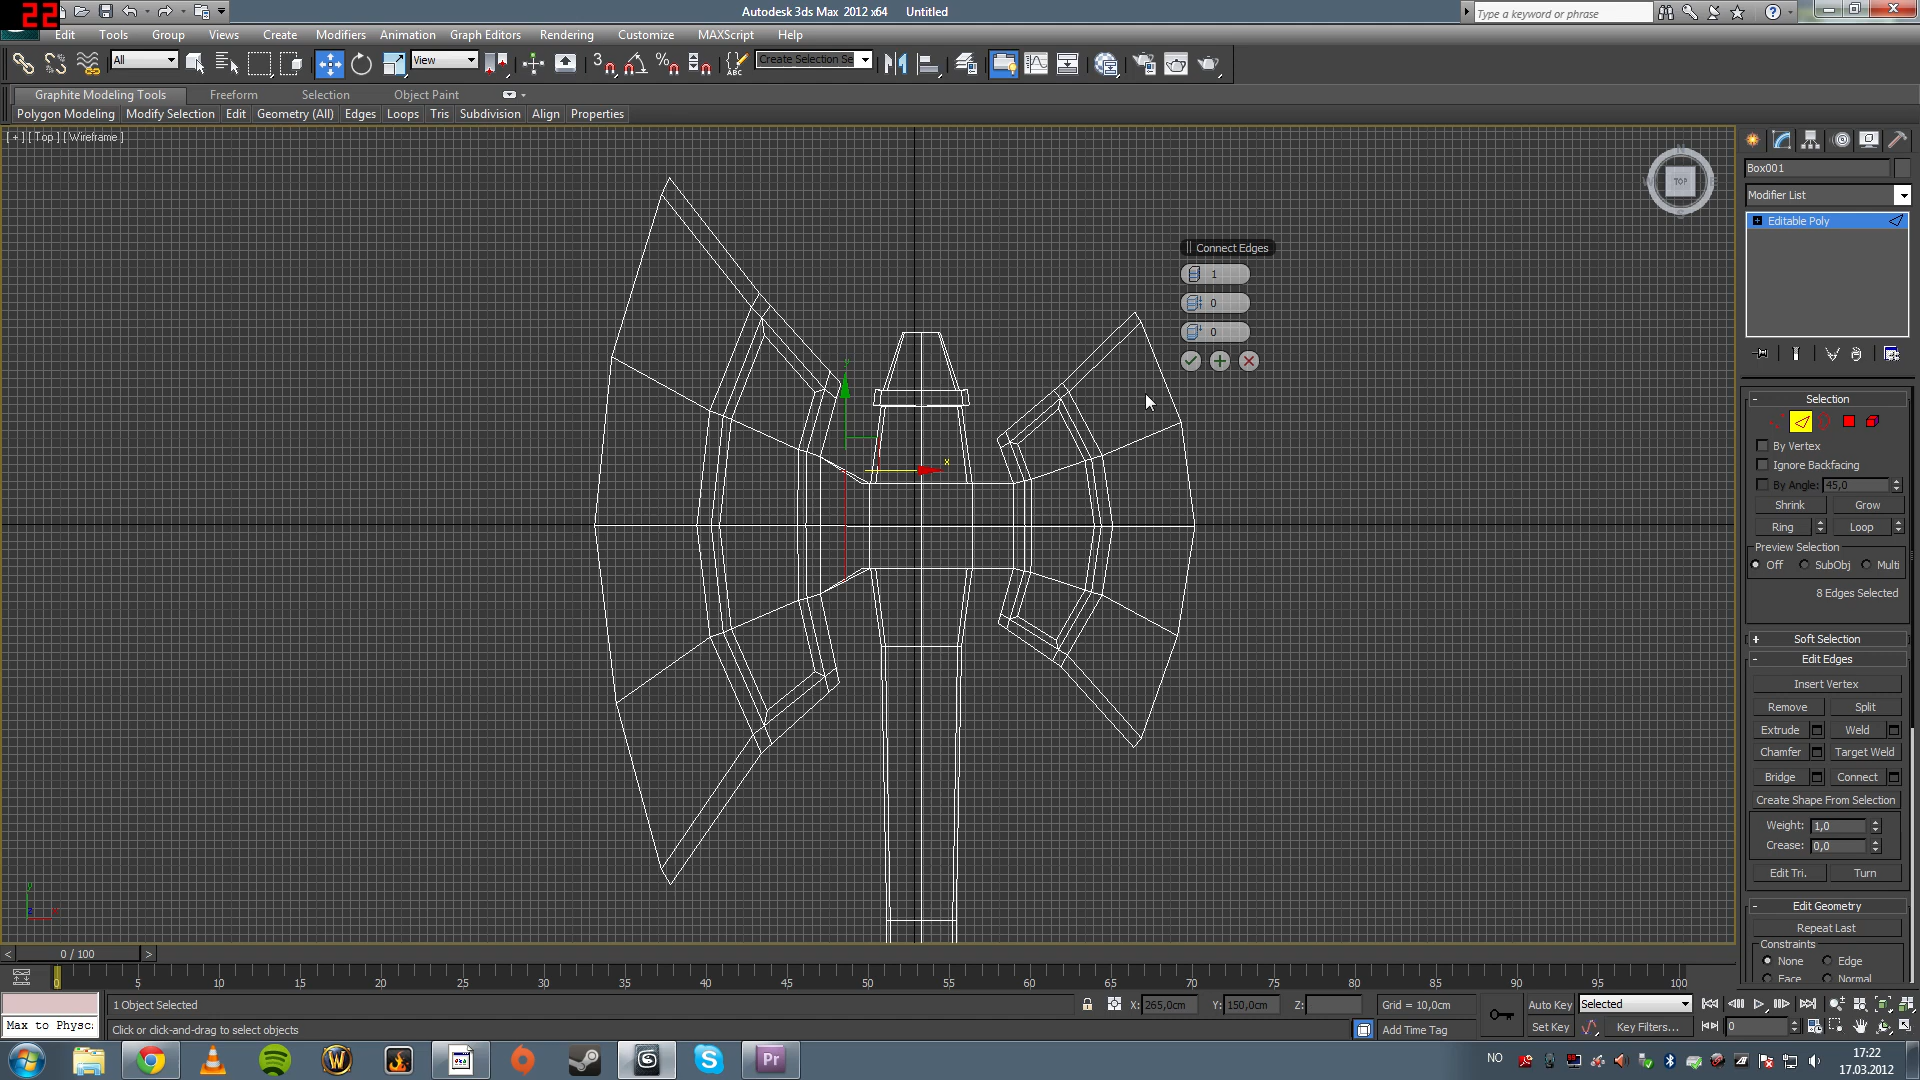 22
Autodesk 3ds Max 2012 x64 Untitled
Type a keyword or phrase
Edit Tools Group Views Create Modifiers Animation Graph Editors Rendering Customize MAXScript Help
All
View
3
Create Selection Se
Graphite Modeling Tools Freeform Selection Object Paint
Polygon Modeling Modify Selection Edit Geometry (All) Edges Loops Tris Subdivision Align Properties
[ + ] [ Top ] [ Wireframe ]
TOP
Box001
Modifier List
Editable Poly
Connect Edges
1
0
0
y
x
Selection
By Vertex
Ignore Backfacing
By Angle: 45,0
Shrink Grow
Ring Loop
Preview Selection
Off SubObj Multi
8 Edges Selected
Soft Selection
Edit Edges
Insert Vertex
Remove Split
Extrude Weld
Chamfer Target Weld
Bridge Connect
Create Shape From Selection
Weight: 1,0
Crease: 0,0
Edit Tri. Turn
Edit Geometry
Repeat Last
Constraints
None Edge
Face Normal
y
z x
< 0 / 100 >
0 5 10 15 20 25 30 35 40 45 50 55 60 65 70 75 80 85 90 95 100
1 Object Selected
X: 265,0cm Y: 150,0cm Z:
Grid = 10,0cm
Auto Key Selected
Max to Physc:
Click or click-and-drag to select objects
Add Time Tag
Set Key Key Filters...
0
Pr
NO
17:22
17.03.2012